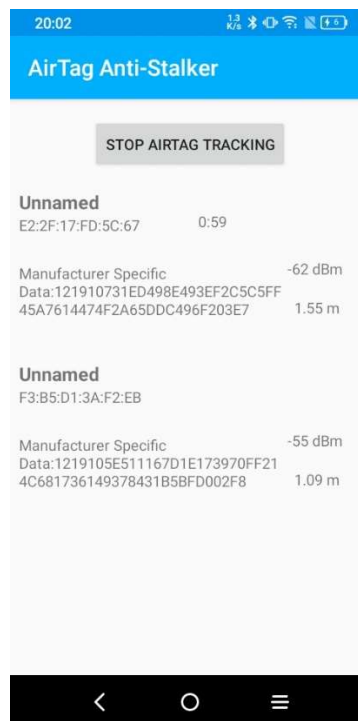 20:02
1.3 K/s
46
AirTag Anti-Stalker
STOP AIRTAG TRACKING
Unnamed
E2:2F:17:FD:5C:67 0:59
Manufacturer Specific -62 dBm
Data:121910731ED498E493EF2C5C5FF
45A7614474F2A65DDC496F203E7 1.55 m
Unnamed
F3:B5:D1:3A:F2:EB
Manufacturer Specific -55 dBm
Data:1219105E511167D1E173970FF21
4C681736149378431B5BFD002F8 1.09 m